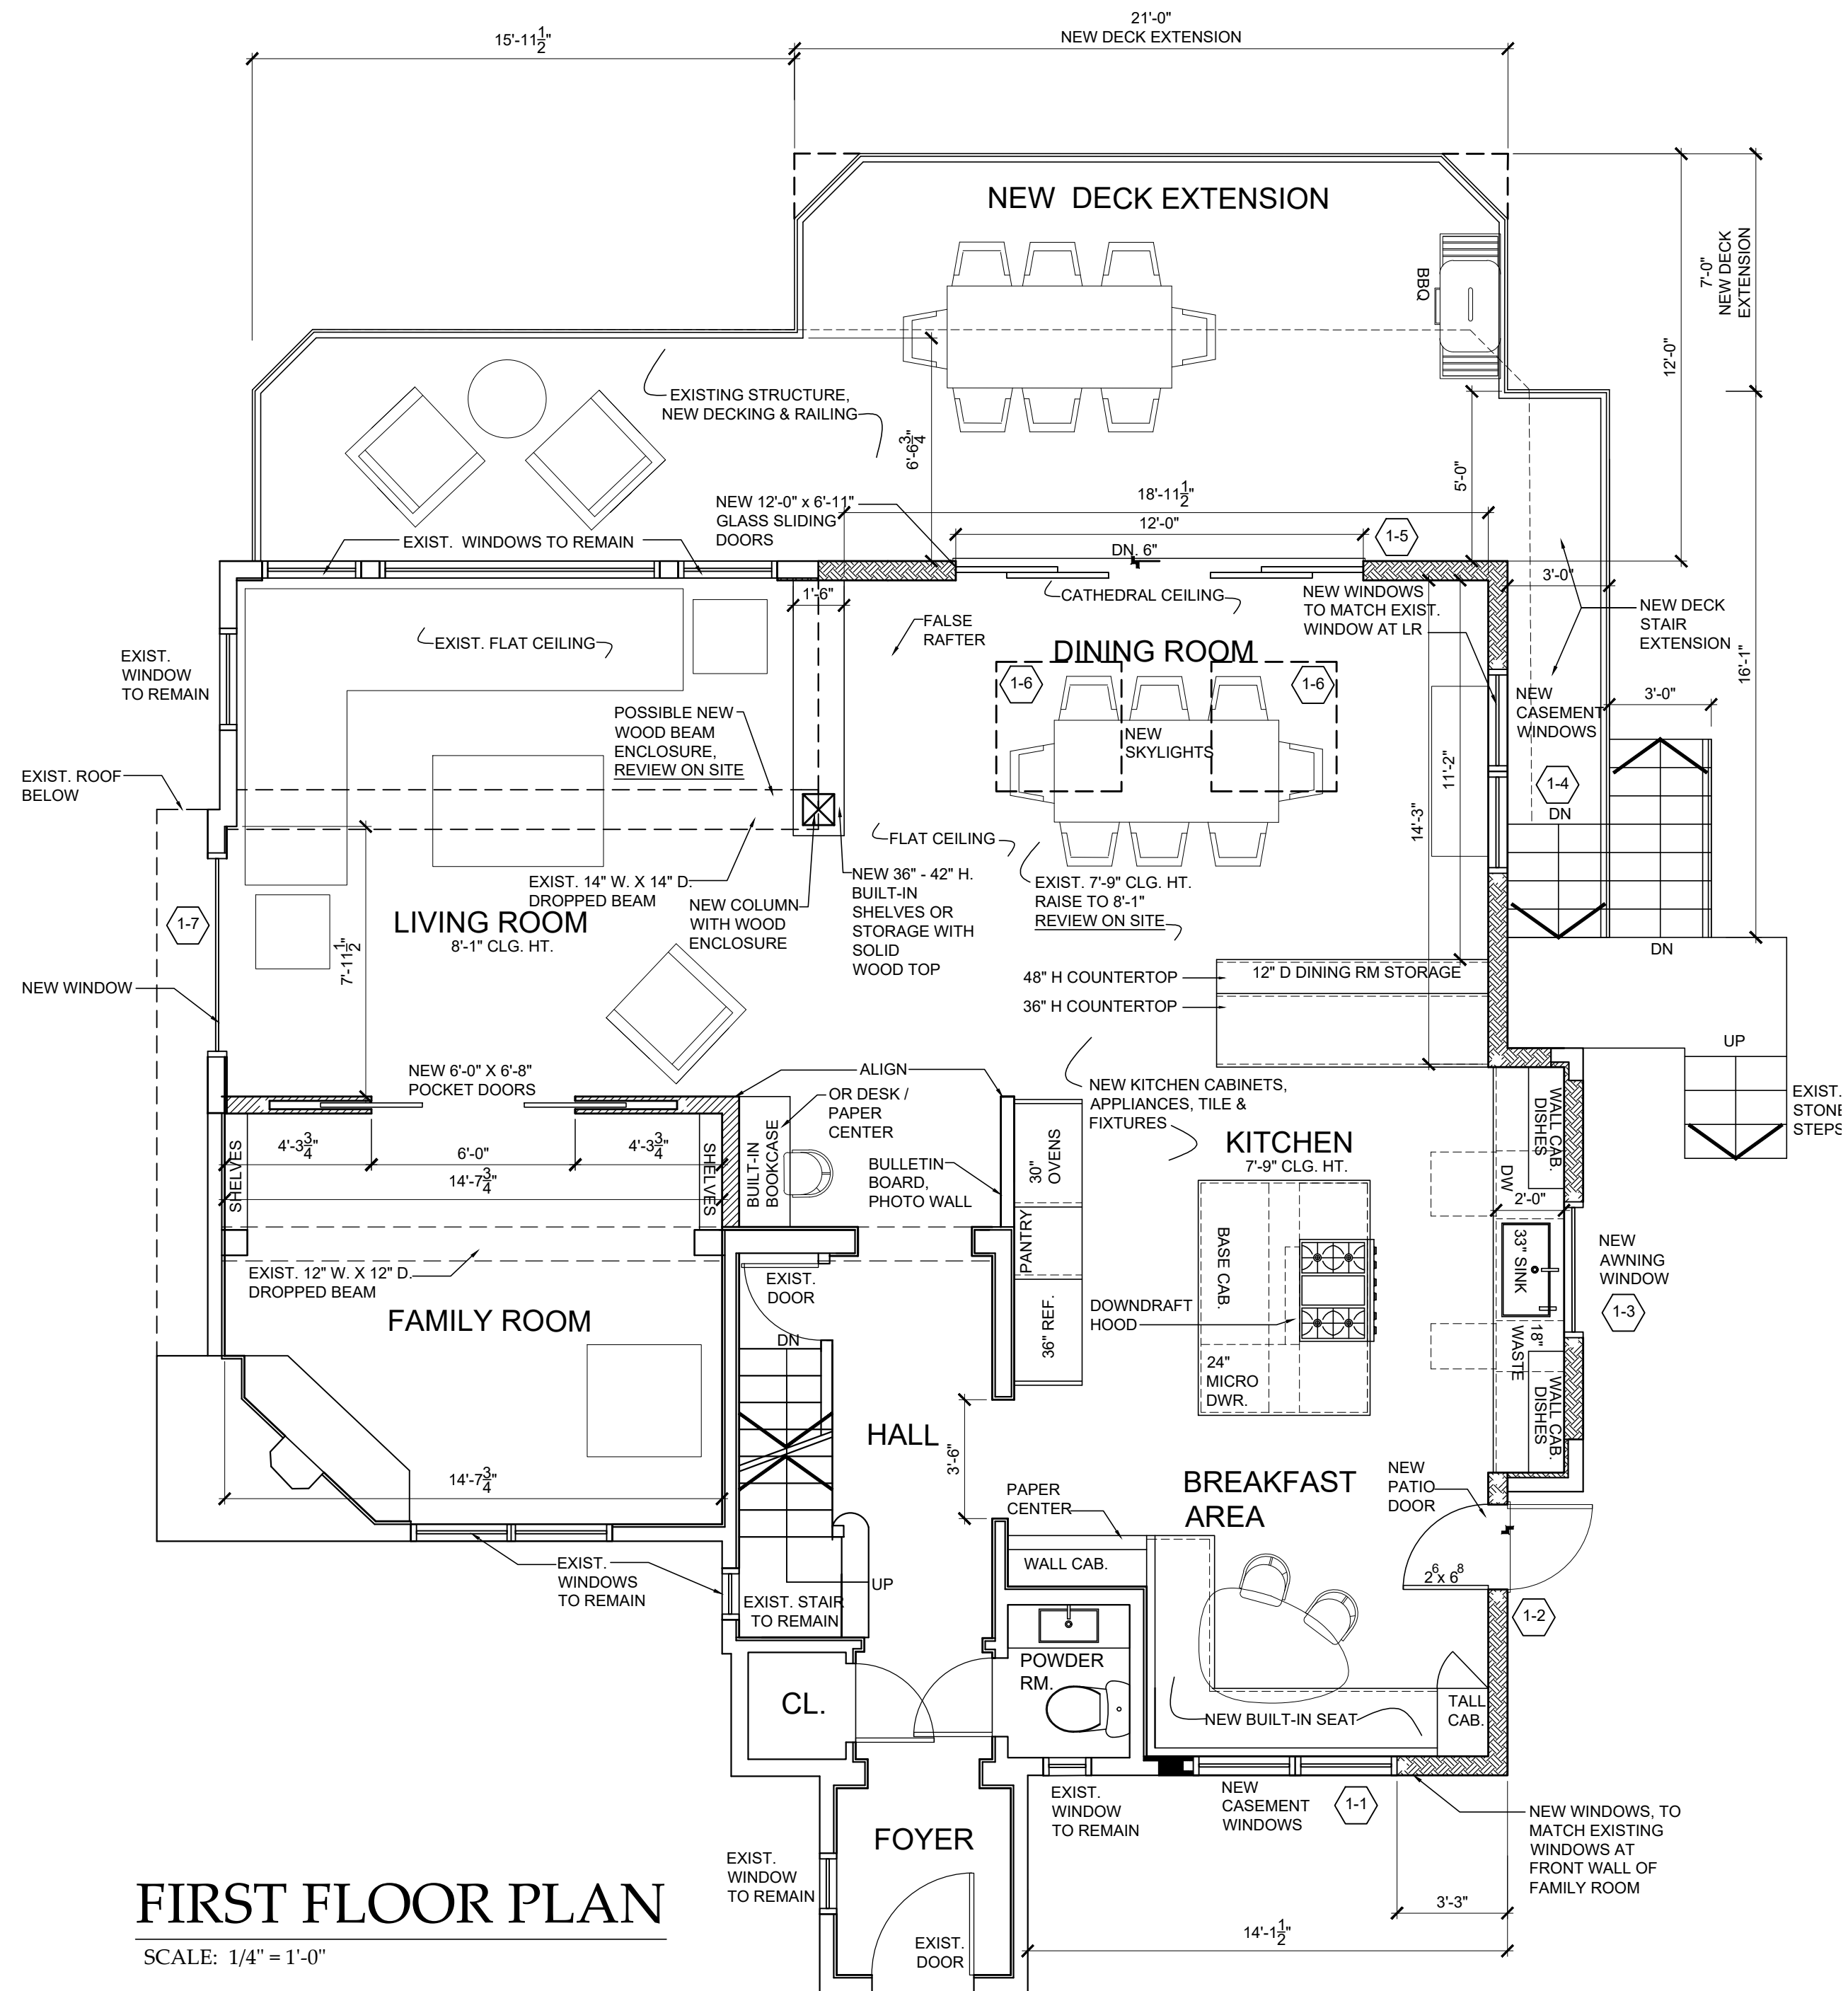 21'-0"
NEW DECK EXTENSION
15'-11 1/2"
NEW DECK EXTENSION
BBQ
7'-0"
NEW DECK
EXTENSION
12'-0"
EXISTING STRUCTURE,
NEW DECKING & RAILING
6'-6 3/4"
5'-0"
NEW 12'-0" x 6'-11"
GLASS SLIDING
DOORS
18'-11 1/2"
12'-0"
1-5
EXIST. WINDOWS TO REMAIN
DN. 6"
1'-6"
CATHEDRAL CEILING
NEW WINDOWS
TO MATCH EXIST.
WINDOW AT LR
3'-0"
NEW DECK
STAIR
EXTENSION
FALSE
RAFTER
EXIST. FLAT CEILING
DINING ROOM
EXIST.
WINDOW
TO REMAIN
16'-1"
1-6
1-6
NEW
CASEMENT
WINDOWS
3'-0"
POSSIBLE NEW
WOOD BEAM
ENCLOSURE,
REVIEW ON SITE
NEW
SKYLIGHTS
11'-2"
14'-3"
EXIST. ROOF
BELOW
1-4
DN
FLAT CEILING
EXIST. 14" W. X 14" D.
DROPPED BEAM
NEW COLUMN
WITH WOOD
ENCLOSURE
NEW 36" - 42" H.
BUILT-IN
SHELVES OR
STORAGE WITH
SOLID
WOOD TOP
EXIST. 7'-9" CLG. HT.
RAISE TO 8'-1"
REVIEW ON SITE
1-7
LIVING ROOM
8'-1" CLG. HT.
7'-11 1/2"
DN
NEW WINDOW
48" H COUNTERTOP
12" D DINING RM STORAGE
36" H COUNTERTOP
UP
NEW 6'-0" X 6'-8"
POCKET DOORS
ALIGN
OR DESK /
PAPER
CENTER
NEW KITCHEN CABINETS,
APPLIANCES, TILE &
FIXTURES
EXIST.
STONE
STEPS
4'-3 3/4"
6'-0"
4'-3 3/4"
14'-7 3/4"
SHELVES
SHELVES
BUILT-IN
BOOKCASE
BULLETIN
BOARD,
PHOTO WALL
30"
OVENS
KITCHEN
7'-9" CLG. HT.
WALL CAB.
DISHES
DW
2'-0"
PANTRY
BASE CAB.
33" SINK
NEW
AWNING
WINDOW
1-3
EXIST. 12" W. X 12" D.
DROPPED BEAM
EXIST.
DOOR
DN
FAMILY ROOM
36" REF.
DOWNDRAFT
HOOD
24"
MICRO
DWR.
18"
WASTE
WALL CAB.
DISHES
HALL
3'-6"
14'-7 3/4"
BREAKFAST
AREA
PAPER
CENTER
NEW
PATIO
DOOR
WALL CAB.
2⁶ x 6⁸
EXIST.
WINDOWS
TO REMAIN
UP
EXIST. STAIR
TO REMAIN
1-2
POWDER
RM.
CL.
NEW BUILT-IN SEAT
TALL
CAB.
EXIST.
WINDOW
TO REMAIN
NEW
CASEMENT
WINDOWS
1-1
NEW WINDOWS, TO
MATCH EXISTING
WINDOWS AT
FRONT WALL OF
FAMILY ROOM
FOYER
EXIST.
WINDOW
TO REMAIN
3'-3"
14'-1 1/2"
EXIST.
DOOR
FIRST FLOOR PLAN
SCALE: 1/4" = 1'-0"